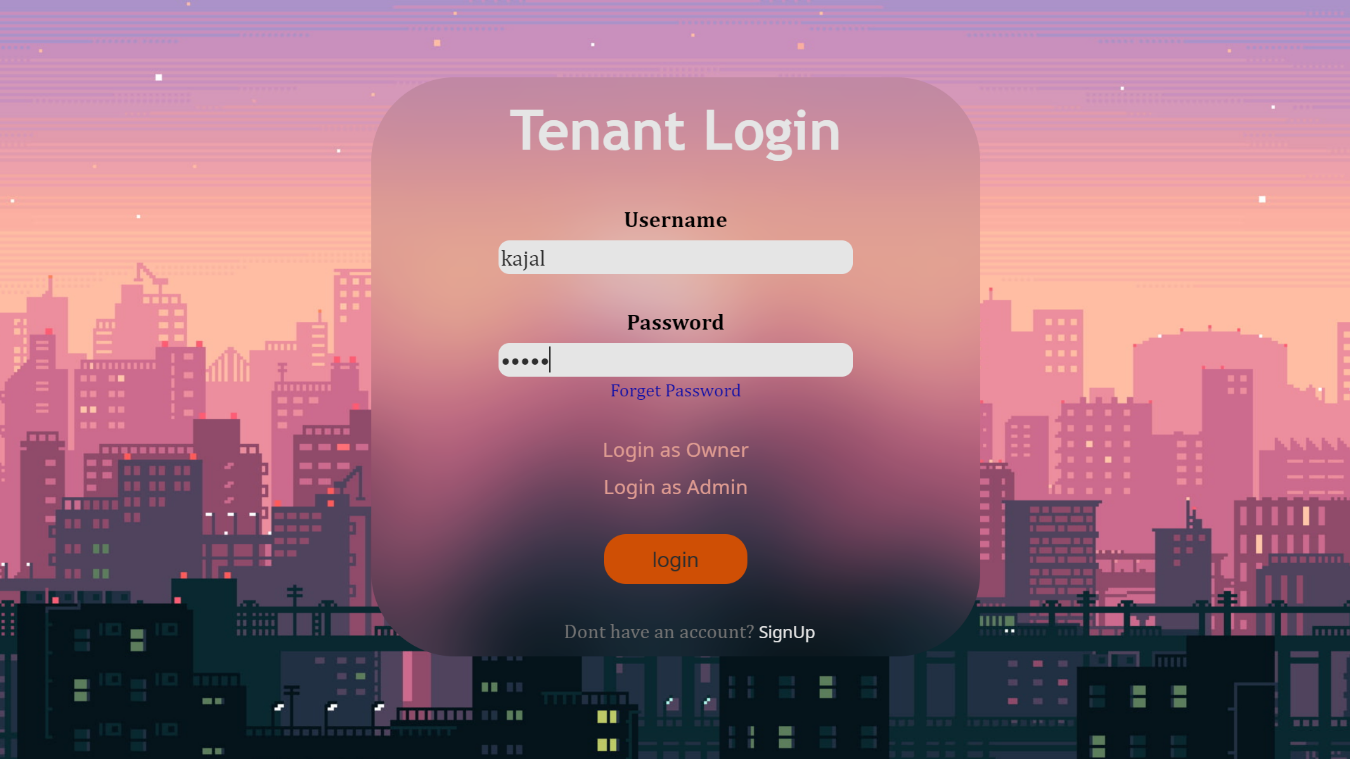 Tenant Login
Username
kajal
Password
•••••
Forget Password
Login as Owner
Login as Admin
login
Dont have an account? SignUp